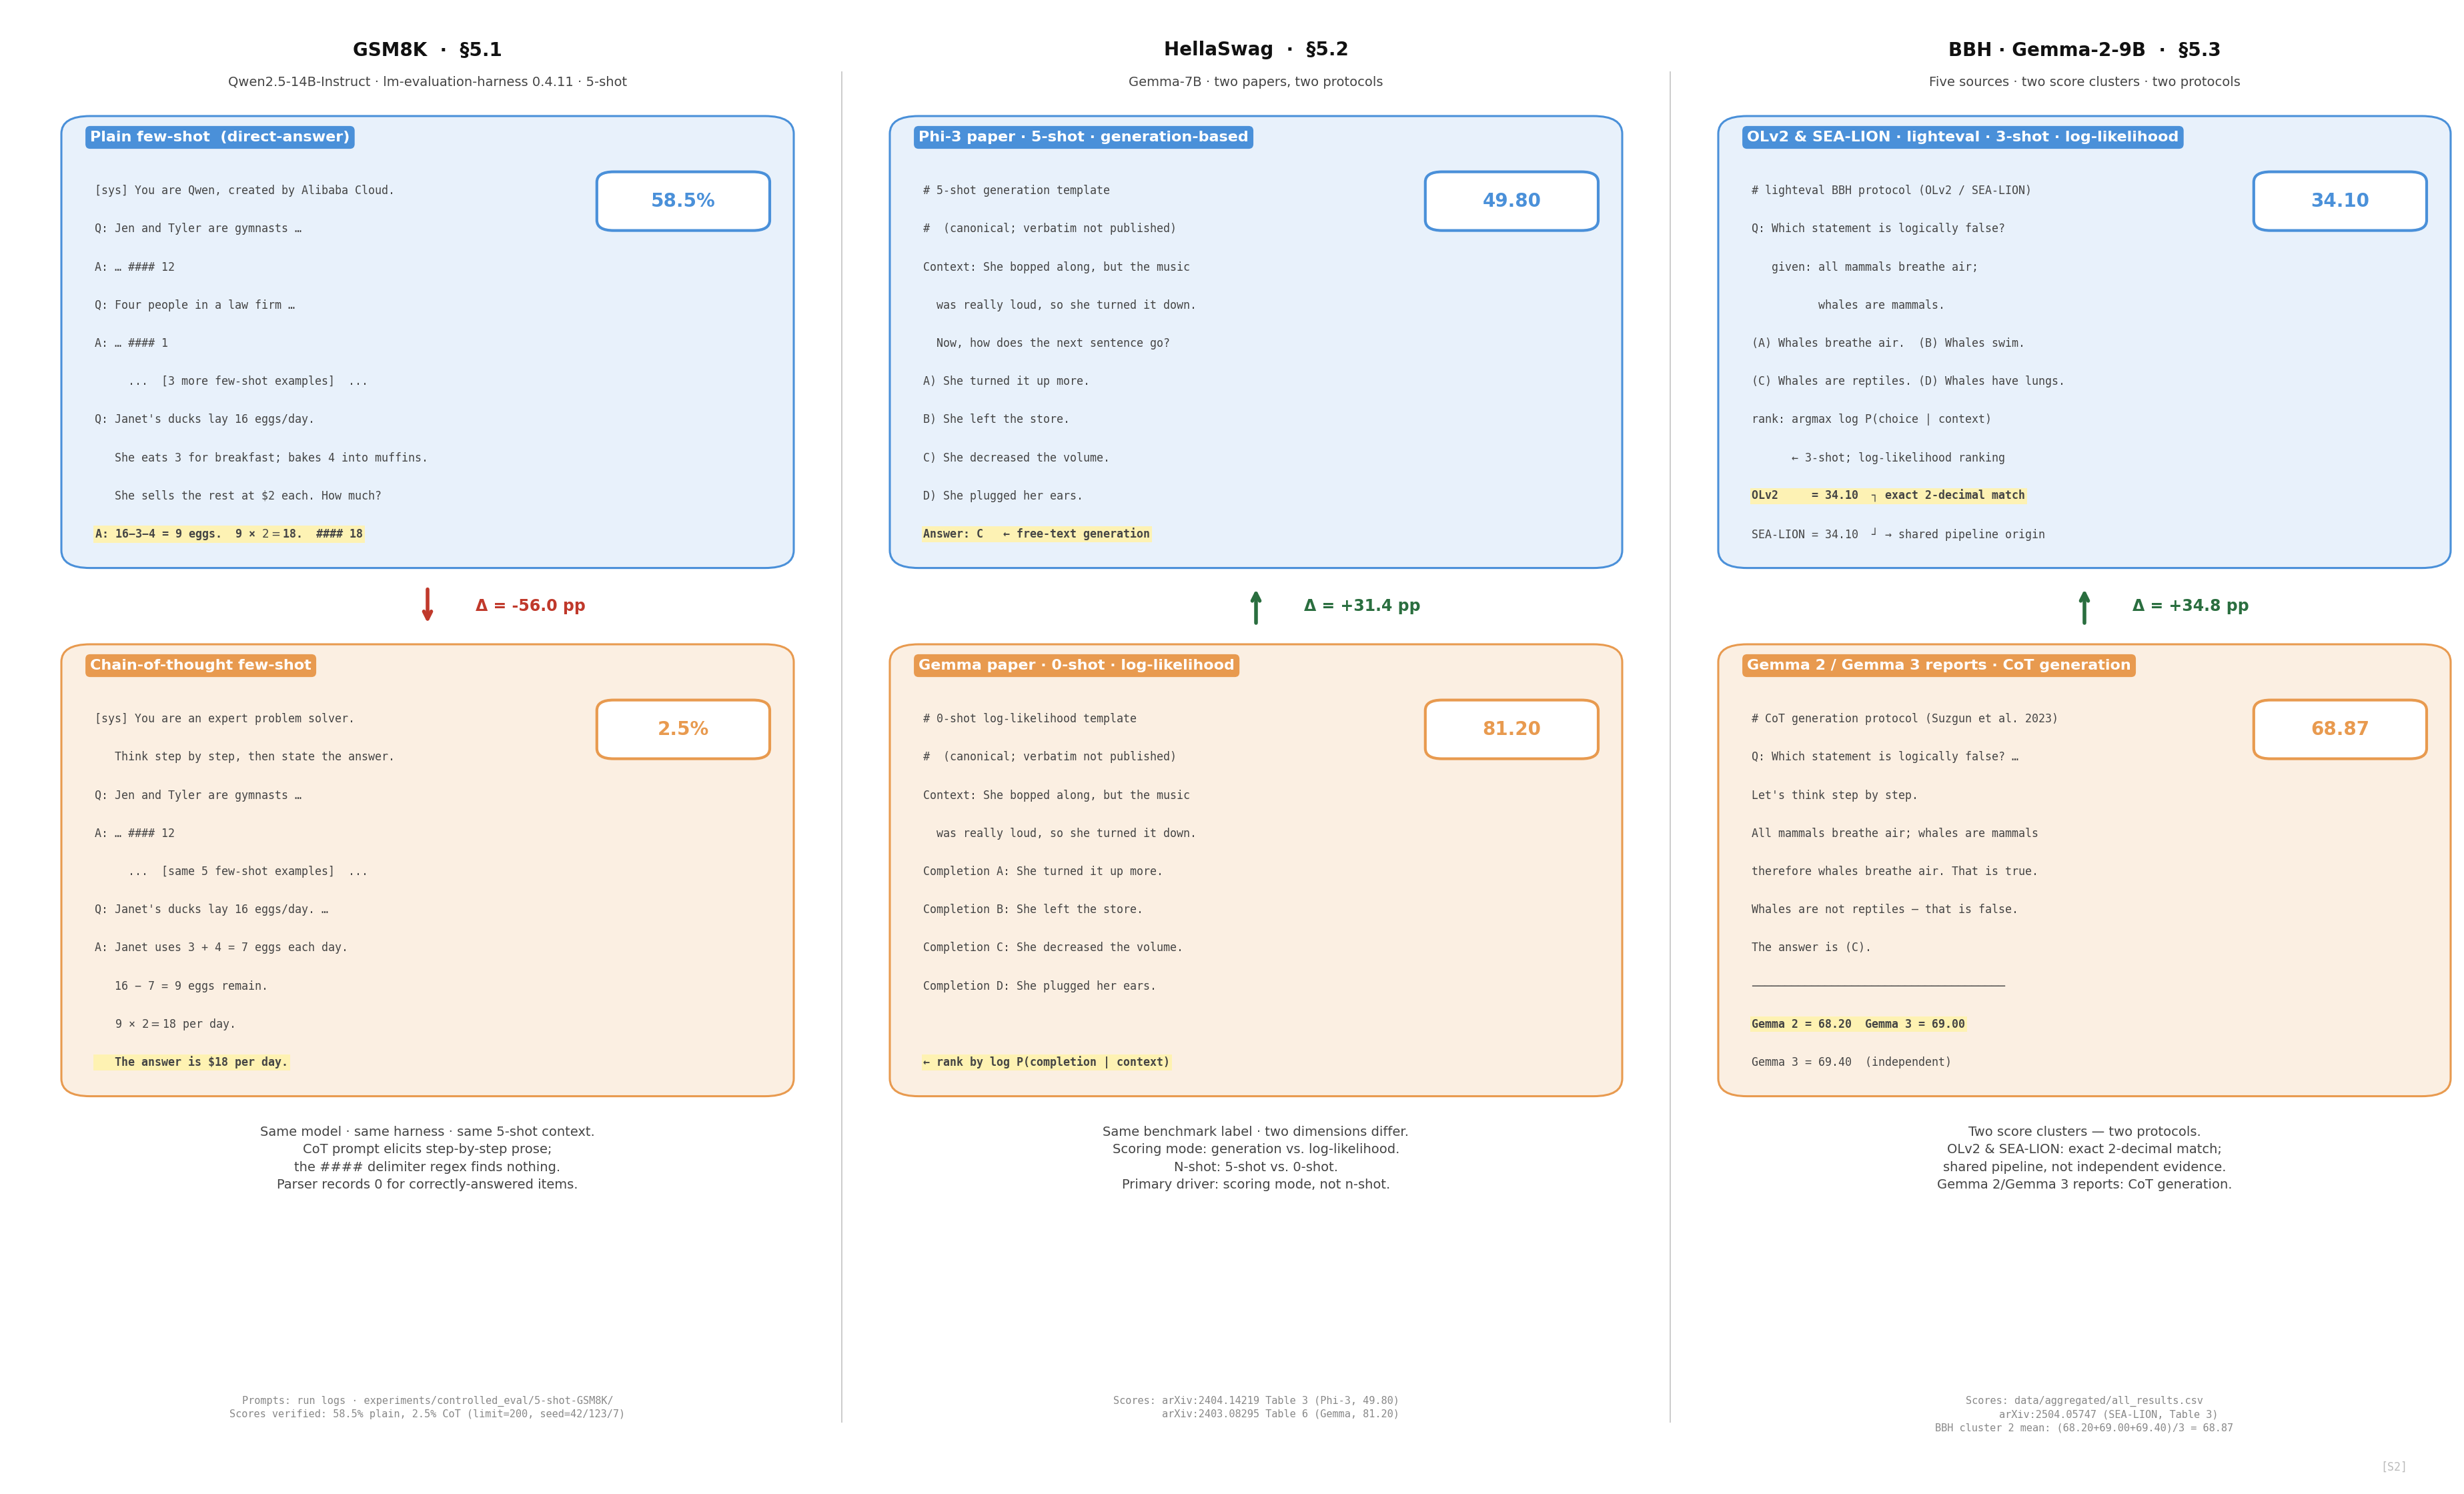 GSM8K · §5.1
Qwen2.5-14B-Instruct · lm-evaluation-harness 0.4.11 · 5-shot
Plain few-shot (direct-answer)
58.5%
[sys] You are Qwen, created by Alibaba Cloud.
Q: Jen and Tyler are gymnasts …
A: … #### 12
Q: Four people in a law firm …
A: … #### 1
... [3 more few-shot examples] ...
Q: Janet's ducks lay 16 eggs/day.
She eats 3 for breakfast; bakes 4 into muffins.
She sells the rest at $2 each. How much?
A: 16−3−4 = 9 eggs. 9 × 2 = 18. #### 18
Δ = -56.0 pp
Chain-of-thought few-shot
2.5%
[sys] You are an expert problem solver.
Think step by step, then state the answer.
Q: Jen and Tyler are gymnasts …
A: … #### 12
... [same 5 few-shot examples] ...
Q: Janet's ducks lay 16 eggs/day. …
A: Janet uses 3 + 4 = 7 eggs each day.
16 − 7 = 9 eggs remain.
9 × 2 = 18 per day.
The answer is $18 per day.
Same model · same harness · same 5-shot context.
CoT prompt elicits step-by-step prose;
the #### delimiter regex finds nothing.
Parser records 0 for correctly-answered items.
Prompts: run logs · experiments/controlled_eval/5-shot-GSM8K/
Scores verified: 58.5% plain, 2.5% CoT (limit=200, seed=42/123/7)
HellaSwag · §5.2
Gemma-7B · two papers, two protocols
Phi-3 paper · 5-shot · generation-based
49.80
# 5-shot generation template
# (canonical; verbatim not published)
Context: She bopped along, but the music
was really loud, so she turned it down.
Now, how does the next sentence go?
A) She turned it up more.
B) She left the store.
C) She decreased the volume.
D) She plugged her ears.
Answer: C ← free-text generation
Δ = +31.4 pp
Gemma paper · 0-shot · log-likelihood
81.20
# 0-shot log-likelihood template
# (canonical; verbatim not published)
Context: She bopped along, but the music
was really loud, so she turned it down.
Completion A: She turned it up more.
Completion B: She left the store.
Completion C: She decreased the volume.
Completion D: She plugged her ears.
← rank by log P(completion | context)
Same benchmark label · two dimensions differ.
Scoring mode: generation vs. log-likelihood.
N-shot: 5-shot vs. 0-shot.
Primary driver: scoring mode, not n-shot.
Scores: arXiv:2404.14219 Table 3 (Phi-3, 49.80)
arXiv:2403.08295 Table 6 (Gemma, 81.20)
BBH · Gemma-2-9B · §5.3
Five sources · two score clusters · two protocols
OLv2 & SEA-LION · lighteval · 3-shot · log-likelihood
34.10
# lighteval BBH protocol (OLv2 / SEA-LION)
Q: Which statement is logically false?
given: all mammals breathe air;
whales are mammals.
(A) Whales breathe air. (B) Whales swim.
(C) Whales are reptiles. (D) Whales have lungs.
rank: argmax log P(choice | context)
← 3-shot; log-likelihood ranking
OLv2 = 34.10 ┐ exact 2-decimal match
SEA-LION = 34.10 ┘ → shared pipeline origin
Δ = +34.8 pp
Gemma 2 / Gemma 3 reports · CoT generation
68.87
# CoT generation protocol (Suzgun et al. 2023)
Q: Which statement is logically false? …
Let's think step by step.
All mammals breathe air; whales are mammals
therefore whales breathe air. That is true.
Whales are not reptiles — that is false.
The answer is (C).
Gemma 2 = 68.20 Gemma 3 = 69.00
Gemma 3 = 69.40 (independent)
Two score clusters — two protocols.
OLv2 & SEA-LION: exact 2-decimal match;
shared pipeline, not independent evidence.
Gemma 2/Gemma 3 reports: CoT generation.
Scores: data/aggregated/all_results.csv
arXiv:2504.05747 (SEA-LION, Table 3)
BBH cluster 2 mean: (68.20+69.00+69.40)/3 = 68.87
[S2]